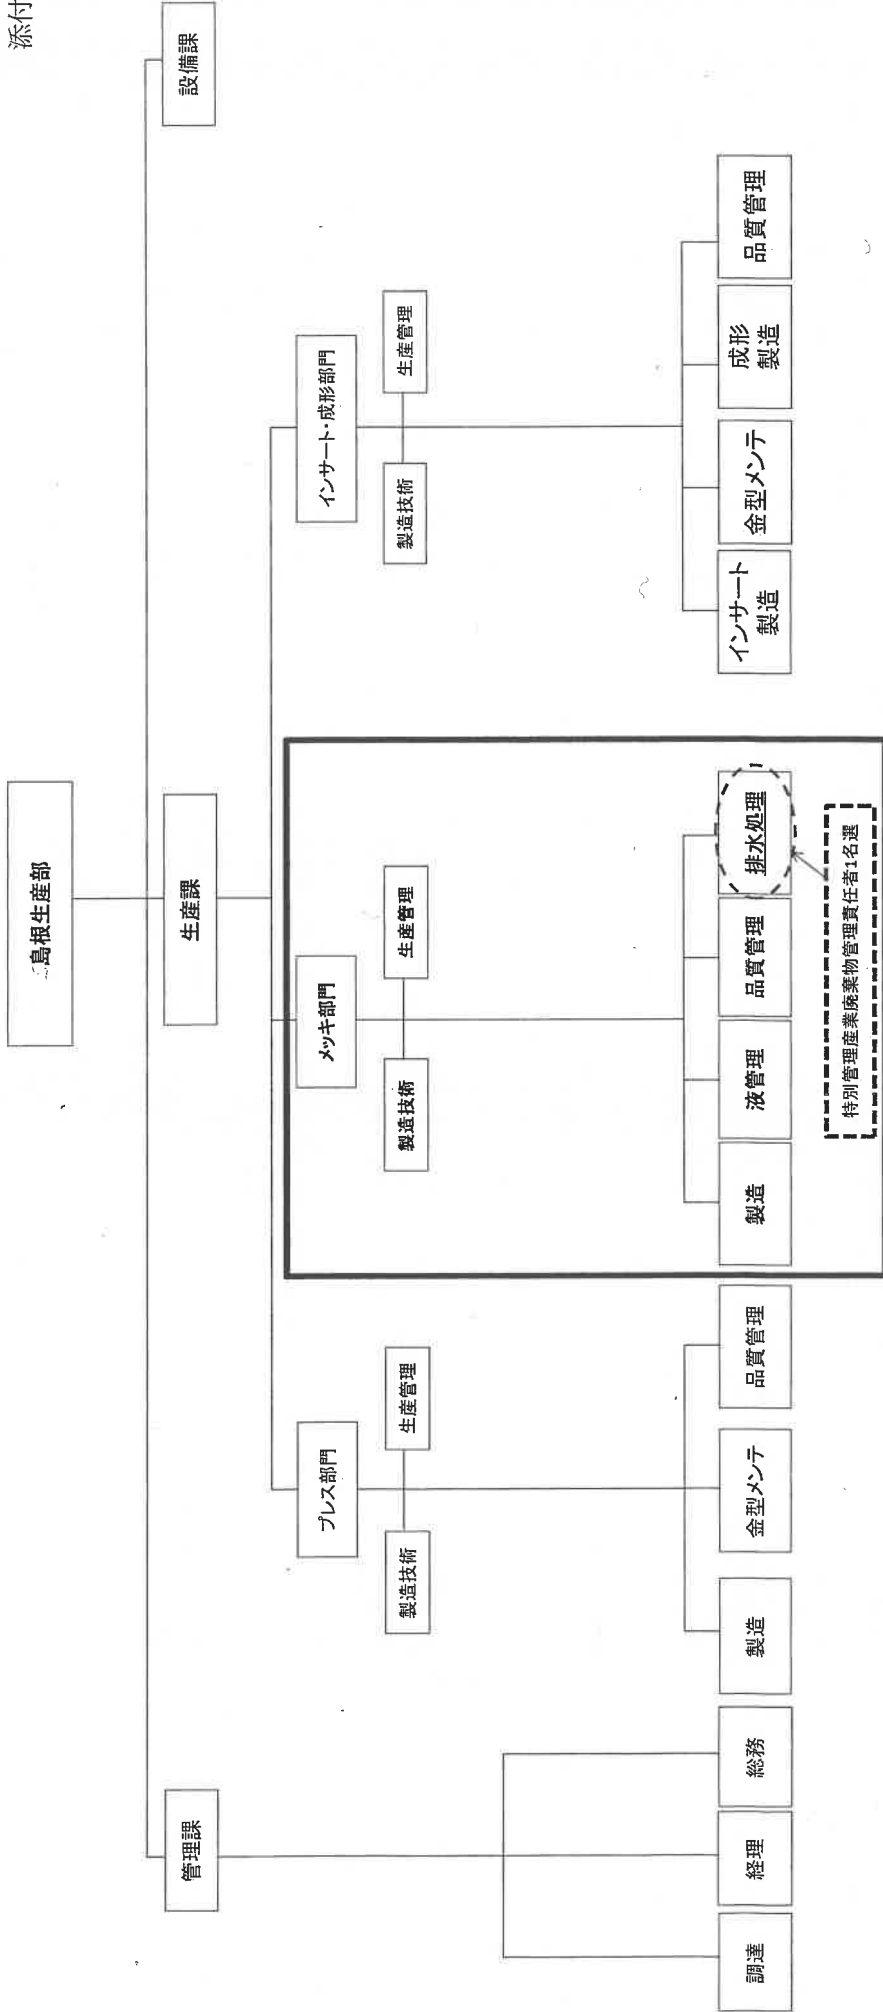 添付
島根生産部
管理課
生産課
設備課
プレス部門
メッキ部門
インサート・成形部門
製造技術
生産管理
製造技術
生産管理
製造技術
生産管理
調達
経理
総務
製造
金型メンテ
品質管理
製造
液管理
品質管理
排水処理
インサート
製造
金型メンテ
成形
製造
品質管理
特別管理産業廃棄物管理責任者1名選